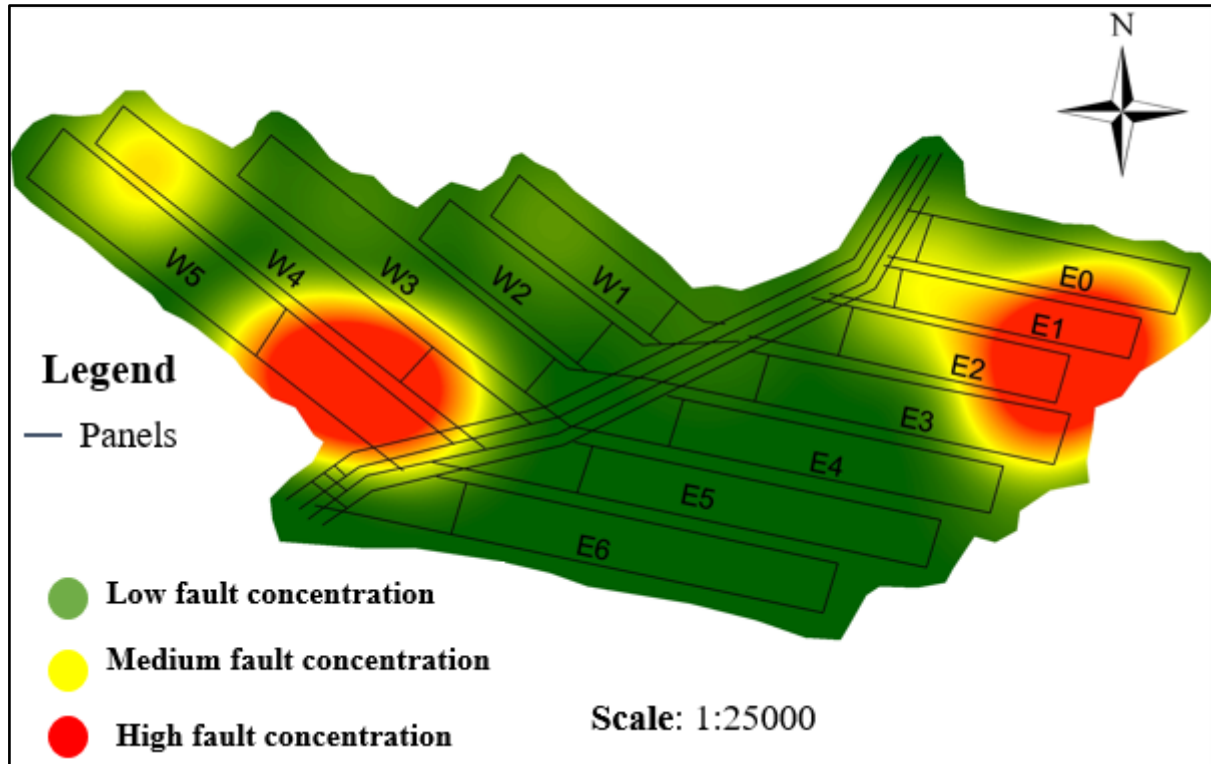 N
E0
E1
E2
E3
E4
E5
E6
W1
W2
W3
W4
W5
Legend
Panels
Low fault concentration
Medium fault concentration
High fault concentration
Scale: 1:25000